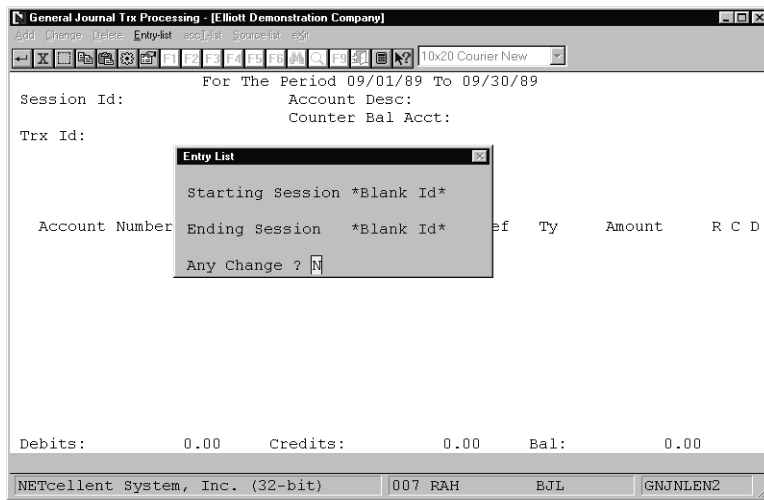 General Journal Trx Processing - [Elliott Demonstration Company]
Add Change Delete Entry-list accT-list Source-list eXit
F1 F2 F3 F4 F5 F6 F9 10x20 Courier New
For The Period 09/01/89 To 09/30/89
Session Id: Account Desc:
Counter Bal Acct:
Trx Id:
Entry List
Starting Session *Blank Id*
Account Number Ending Session *Blank Id* ef Ty Amount R C D
Any Change ? N
Debits: 0.00 Credits: 0.00 Bal: 0.00
NETcellent System, Inc. (32-bit) 007 RAH BJL GNJNLEN2